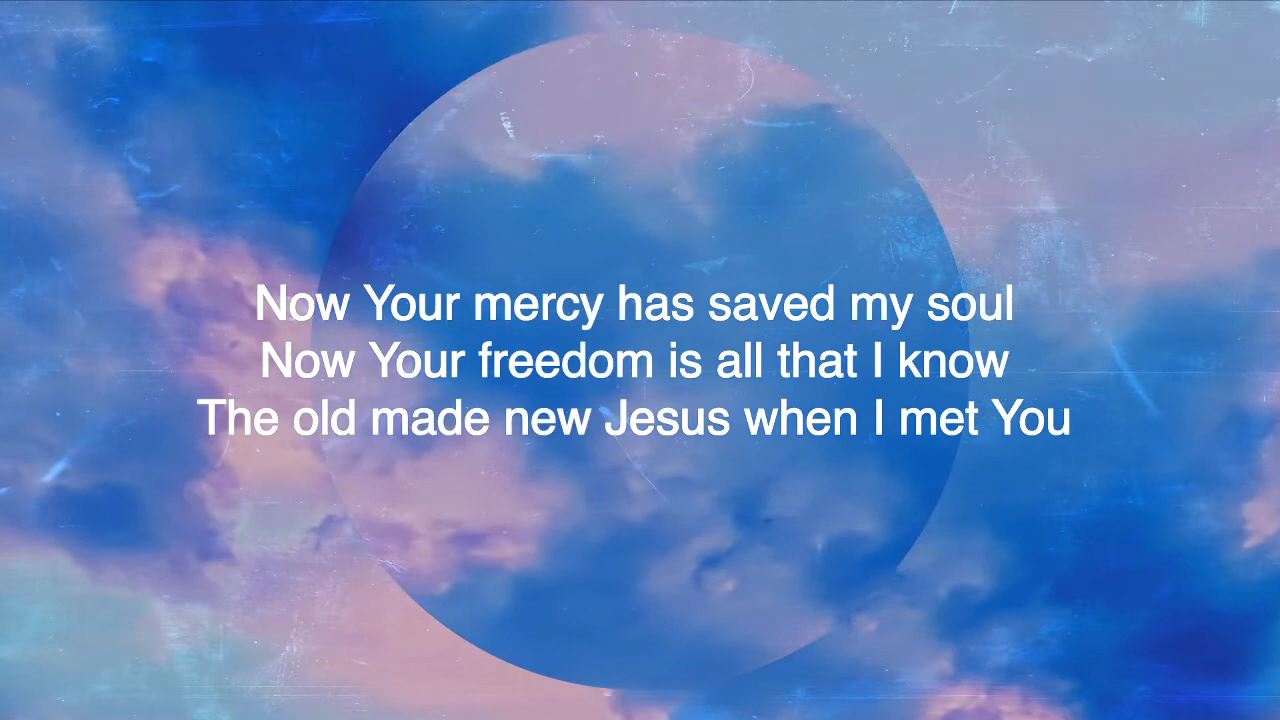 Now Your mercy has saved my soul
Now Your freedom is all that I know
The old made new Jesus when I met You